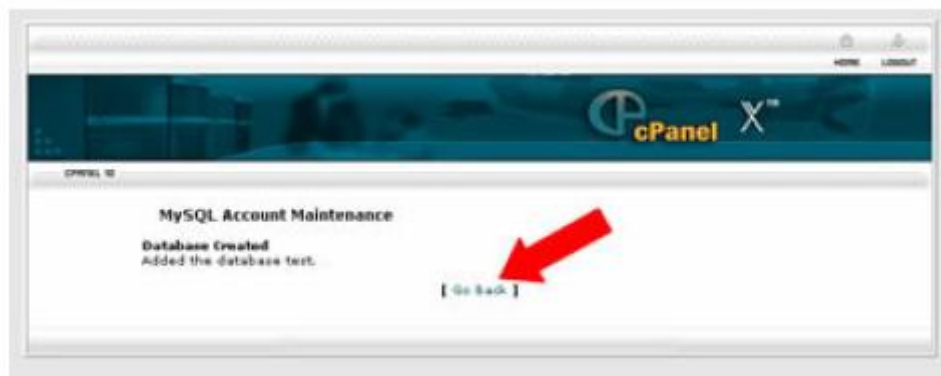 HOME LOGOUT
cPanel X™
CPANEL 10
MySQL Account Maintenance
Database Created
Added the database test.
[ Go Back ]